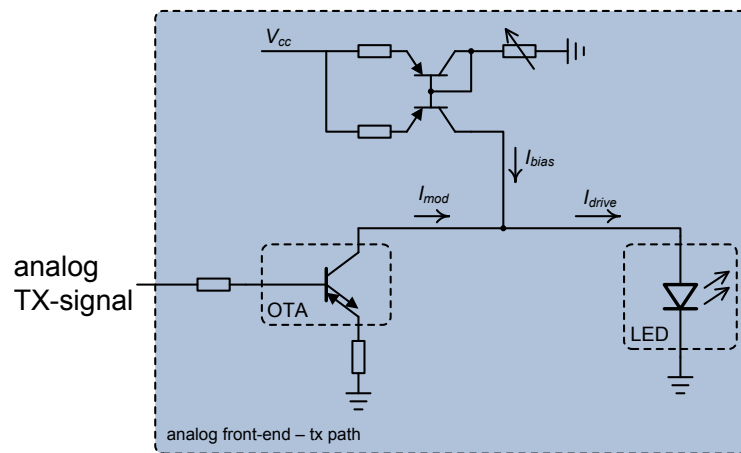 V_cc
I_bias
I_mod
I_drive
analog
TX-signal
OTA
LED
analog front-end – tx path